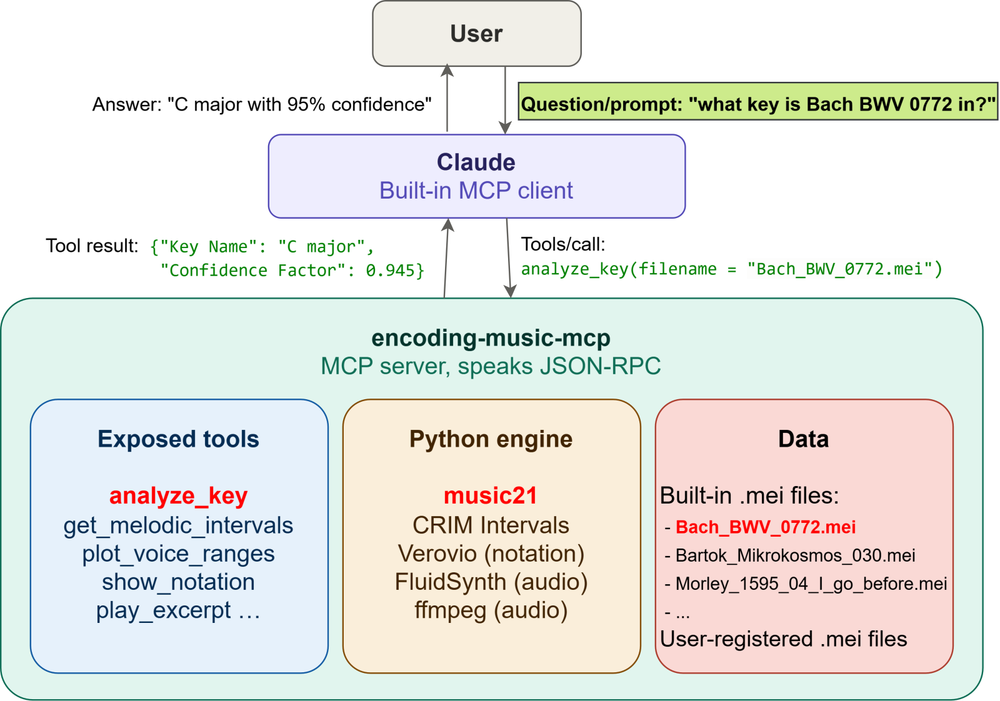 User
Answer: "C major with 95% confidence"
Question/prompt: "what key is Bach BWV 0772 in?"
Claude
Built-in MCP client
Tool result: {"Key Name": "C major",
"Confidence Factor": 0.945}
Tools/call:
analyze_key(filename = "Bach_BWV_0772.mei")
encoding-music-mcp
MCP server, speaks JSON-RPC
Exposed tools
analyze_key
get_melodic_intervals
plot_voice_ranges
show_notation
play_excerpt ...
Python engine
music21
CRIM Intervals
Verovio (notation)
FluidSynth (audio)
ffmpeg (audio)
Data
Built-in .mei files:
- Bach_BWV_0772.mei
- Bartok_Mikrokosmos_030.mei
- Morley_1595_04_I_go_before.mei
- ...
User-registered .mei files